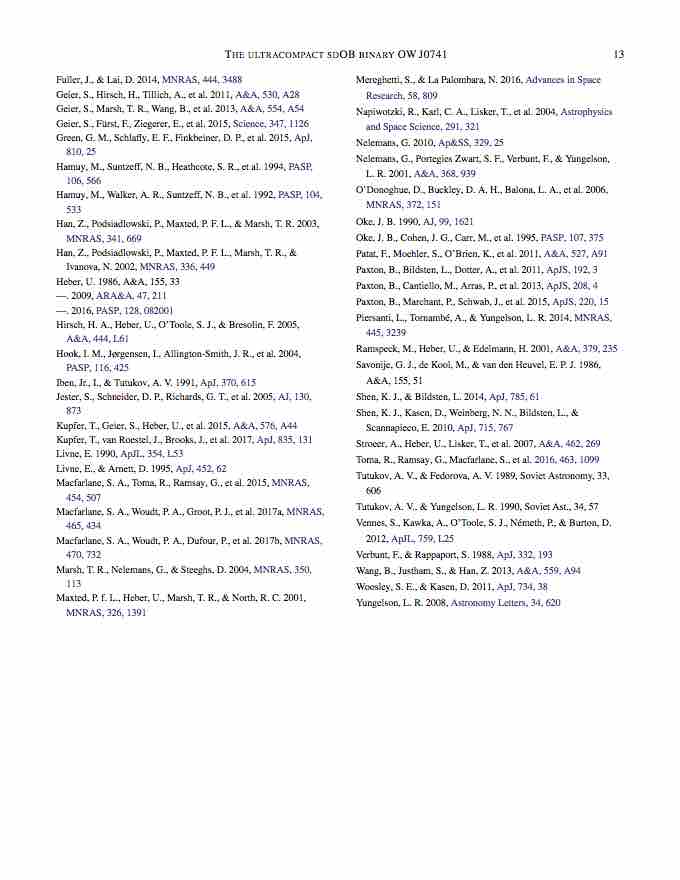 THE ULTRACOMPACT SDOB BINARY OW J0741
13
Fuller, J., & Lai, D. 2014, MNRAS, 444, 3488
Geier, S., Hirsch, H., Tillich, A., et al. 2011, A&A, 530, A28
Geier, S., Marsh, T. R., Wang, B., et al. 2013, A&A, 554, A54
Geier, S., Fürst, F., Ziegerer, E., et al. 2015, Science, 347, 1126
Green, G. M., Schlafly, E. F., Finkbeiner, D. P., et al. 2015, ApJ,
810, 25
Hamuy, M., Suntzeff, N. B., Heathcote, S. R., et al. 1994, PASP,
106, 566
Hamuy, M., Walker, A. R., Suntzeff, N. B., et al. 1992, PASP, 104,
533
Han, Z., Podsiadlowski, P., Maxted, P. F. L., & Marsh, T. R. 2003,
MNRAS, 341, 669
Han, Z., Podsiadlowski, P., Maxted, P. F. L., Marsh, T. R., &
Ivanova, N. 2002, MNRAS, 336, 449
Heber, U. 1986, A&A, 155, 33
—. 2009, ARA&A, 47, 211
—. 2016, PASP, 128, 082001
Hirsch, H. A., Heber, U., O'Toole, S. J., & Bresolin, F. 2005,
A&A, 444, L61
Hook, I. M., Jørgensen, I., Allington-Smith, J. R., et al. 2004,
PASP, 116, 425
Iben, Jr., I., & Tutukov, A. V. 1991, ApJ, 370, 615
Jester, S., Schneider, D. P., Richards, G. T., et al. 2005, AJ, 130,
873
Kupfer, T., Geier, S., Heber, U., et al. 2015, A&A, 576, A44
Kupfer, T., van Roestel, J., Brooks, J., et al. 2017, ApJ, 835, 131
Livne, E. 1990, ApJL, 354, L53
Livne, E., & Arnett, D. 1995, ApJ, 452, 62
Macfarlane, S. A., Toma, R., Ramsay, G., et al. 2015, MNRAS,
454, 507
Macfarlane, S. A., Woudt, P. A., Groot, P. J., et al. 2017a, MNRAS,
465, 434
Macfarlane, S. A., Woudt, P. A., Dufour, P., et al. 2017b, MNRAS,
470, 732
Marsh, T. R., Nelemans, G., & Steeghs, D. 2004, MNRAS, 350,
113
Maxted, P. f. L., Heber, U., Marsh, T. R., & North, R. C. 2001,
MNRAS, 326, 1391
Mereghetti, S., & La Palombara, N. 2016, Advances in Space
Research, 58, 809
Napiwotzki, R., Karl, C. A., Lisker, T., et al. 2004, Astrophysics
and Space Science, 291, 321
Nelemans, G. 2010, Ap&SS, 329, 25
Nelemans, G., Portegies Zwart, S. F., Verbunt, F., & Yungelson,
L. R. 2001, A&A, 368, 939
O'Donoghue, D., Buckley, D. A. H., Balona, L. A., et al. 2006,
MNRAS, 372, 151
Oke, J. B. 1990, AJ, 99, 1621
Oke, J. B., Cohen, J. G., Carr, M., et al. 1995, PASP, 107, 375
Patat, F., Moehler, S., O'Brien, K., et al. 2011, A&A, 527, A91
Paxton, B., Bildsten, L., Dotter, A., et al. 2011, ApJS, 192, 3
Paxton, B., Cantiello, M., Arras, P., et al. 2013, ApJS, 208, 4
Paxton, B., Marchant, P., Schwab, J., et al. 2015, ApJS, 220, 15
Piersanti, L., Tornambé, A., & Yungelson, L. R. 2014, MNRAS,
445, 3239
Ramspeck, M., Heber, U., & Edelmann, H. 2001, A&A, 379, 235
Savonije, G. J., de Kool, M., & van den Heuvel, E. P. J. 1986,
A&A, 155, 51
Shen, K. J., & Bildsten, L. 2014, ApJ, 785, 61
Shen, K. J., Kasen, D., Weinberg, N. N., Bildsten, L., &
Scannapieco, E. 2010, ApJ, 715, 767
Stroeer, A., Heber, U., Lisker, T., et al. 2007, A&A, 462, 269
Toma, R., Ramsay, G., Macfarlane, S., et al. 2016, 463, 1099
Tutukov, A. V., & Fedorova, A. V. 1989, Soviet Astronomy, 33,
606
Tutukov, A. V., & Yungelson, L. R. 1990, Soviet Ast., 34, 57
Vennes, S., Kawka, A., O'Toole, S. J., Németh, P., & Burton, D.
2012, ApJL, 759, L25
Verbunt, F., & Rappaport, S. 1988, ApJ, 332, 193
Wang, B., Justham, S., & Han, Z. 2013, A&A, 559, A94
Woosley, S. E., & Kasen, D. 2011, ApJ, 734, 38
Yungelson, L. R. 2008, Astronomy Letters, 34, 620